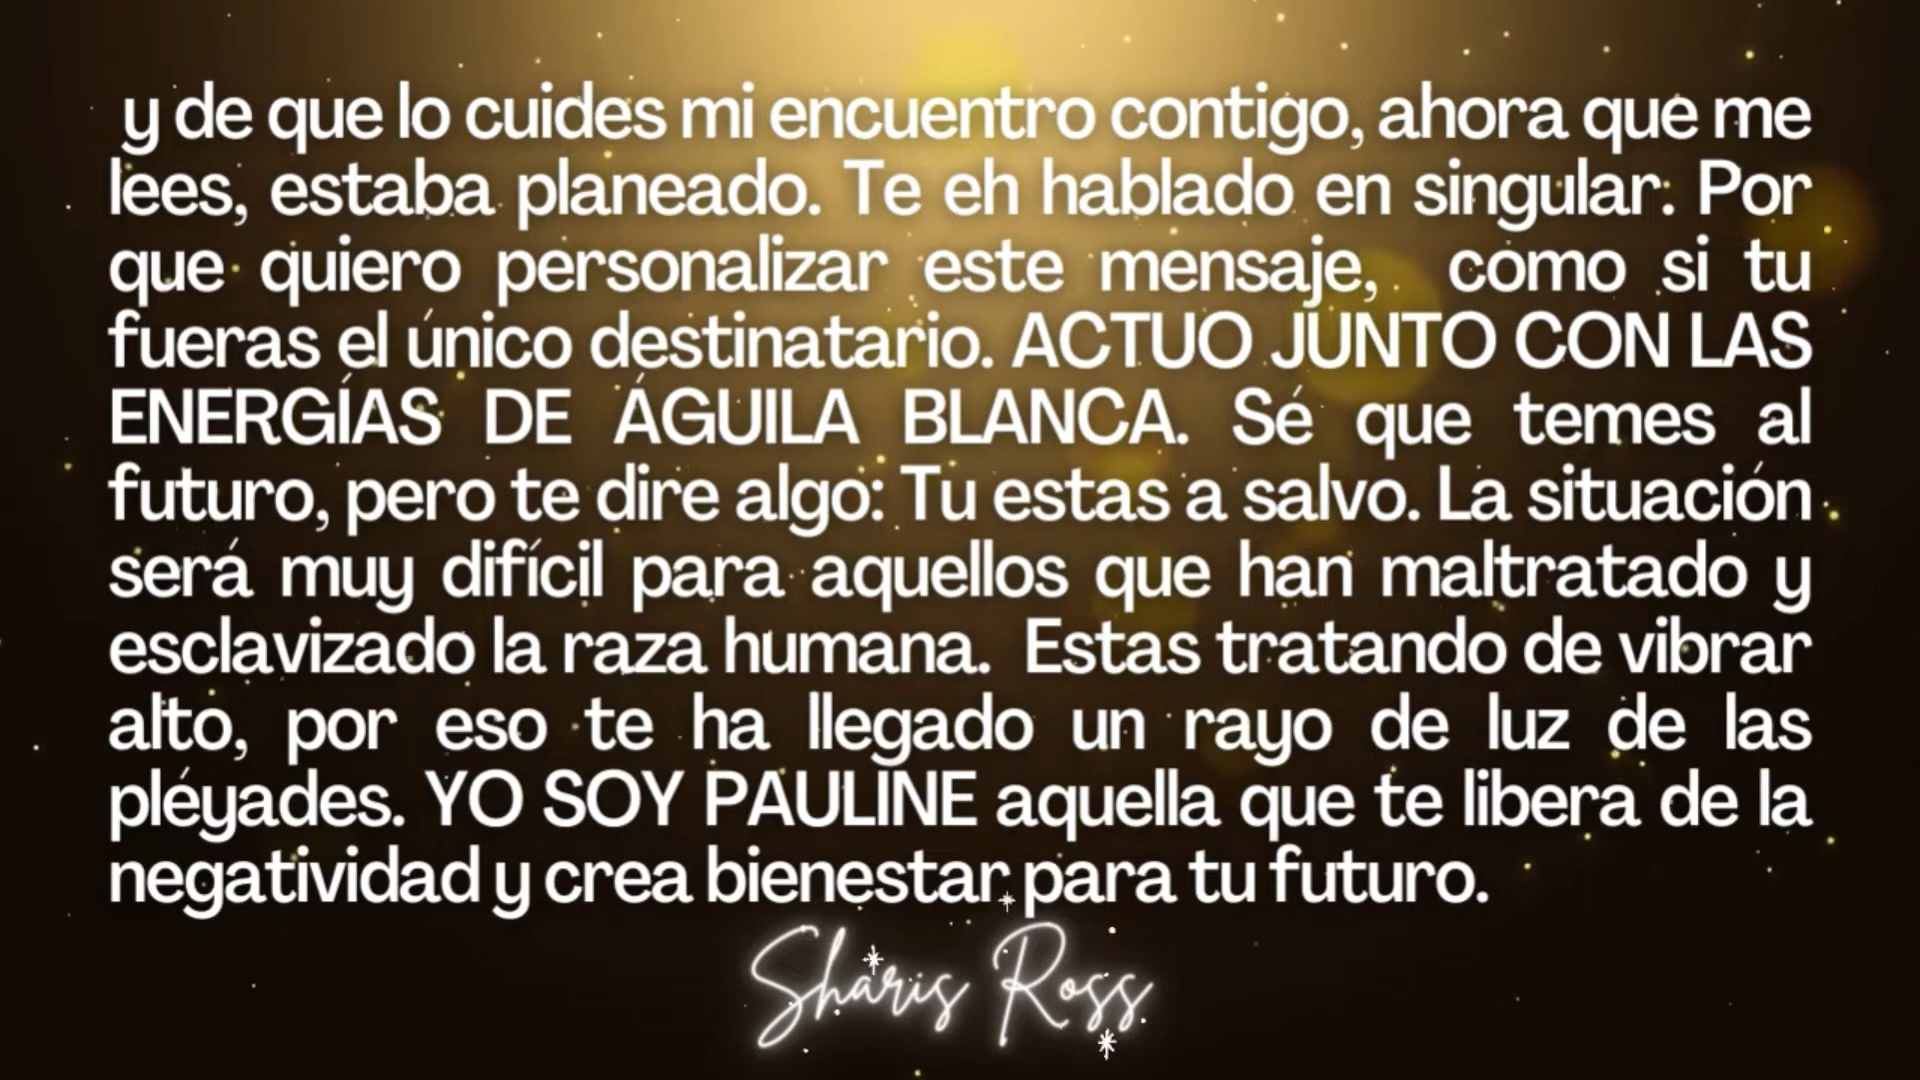 y de que lo cuides mi encuentro contigo, ahora que me
lees, estaba planeado. Te eh hablado en singular. Por
que quiero personalizar este mensaje, como si tu
fueras el único destinatario. ACTUO JUNTO CON LAS
ENERGÍAS DE ÁGUILA BLANCA. Sé que temes al
futuro, pero te dire algo: Tu estas a salvo. La situación
será muy difícil para aquellos que han maltratado y
esclavizado la raza humana. Estas tratando de vibrar
alto, por eso te ha llegado un rayo de luz de las
pléyades. YO SOY PAULINE aquella que te libera de la
negatividad y crea bienestar para tu futuro.
Sharis Ross